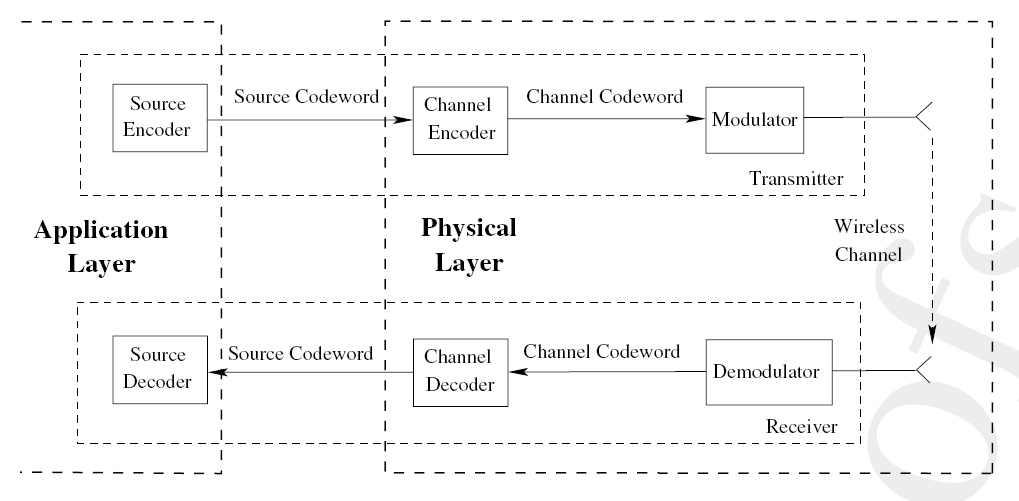 Source
Encoder
Source Codeword
Channel
Encoder
Channel Codeword
Modulator
Transmitter
Application
Layer
Physical
Layer
Wireless
Channel
Source
Decoder
Source Codeword
Channel
Decoder
Channel Codeword
Demodulator
Receiver
ofs